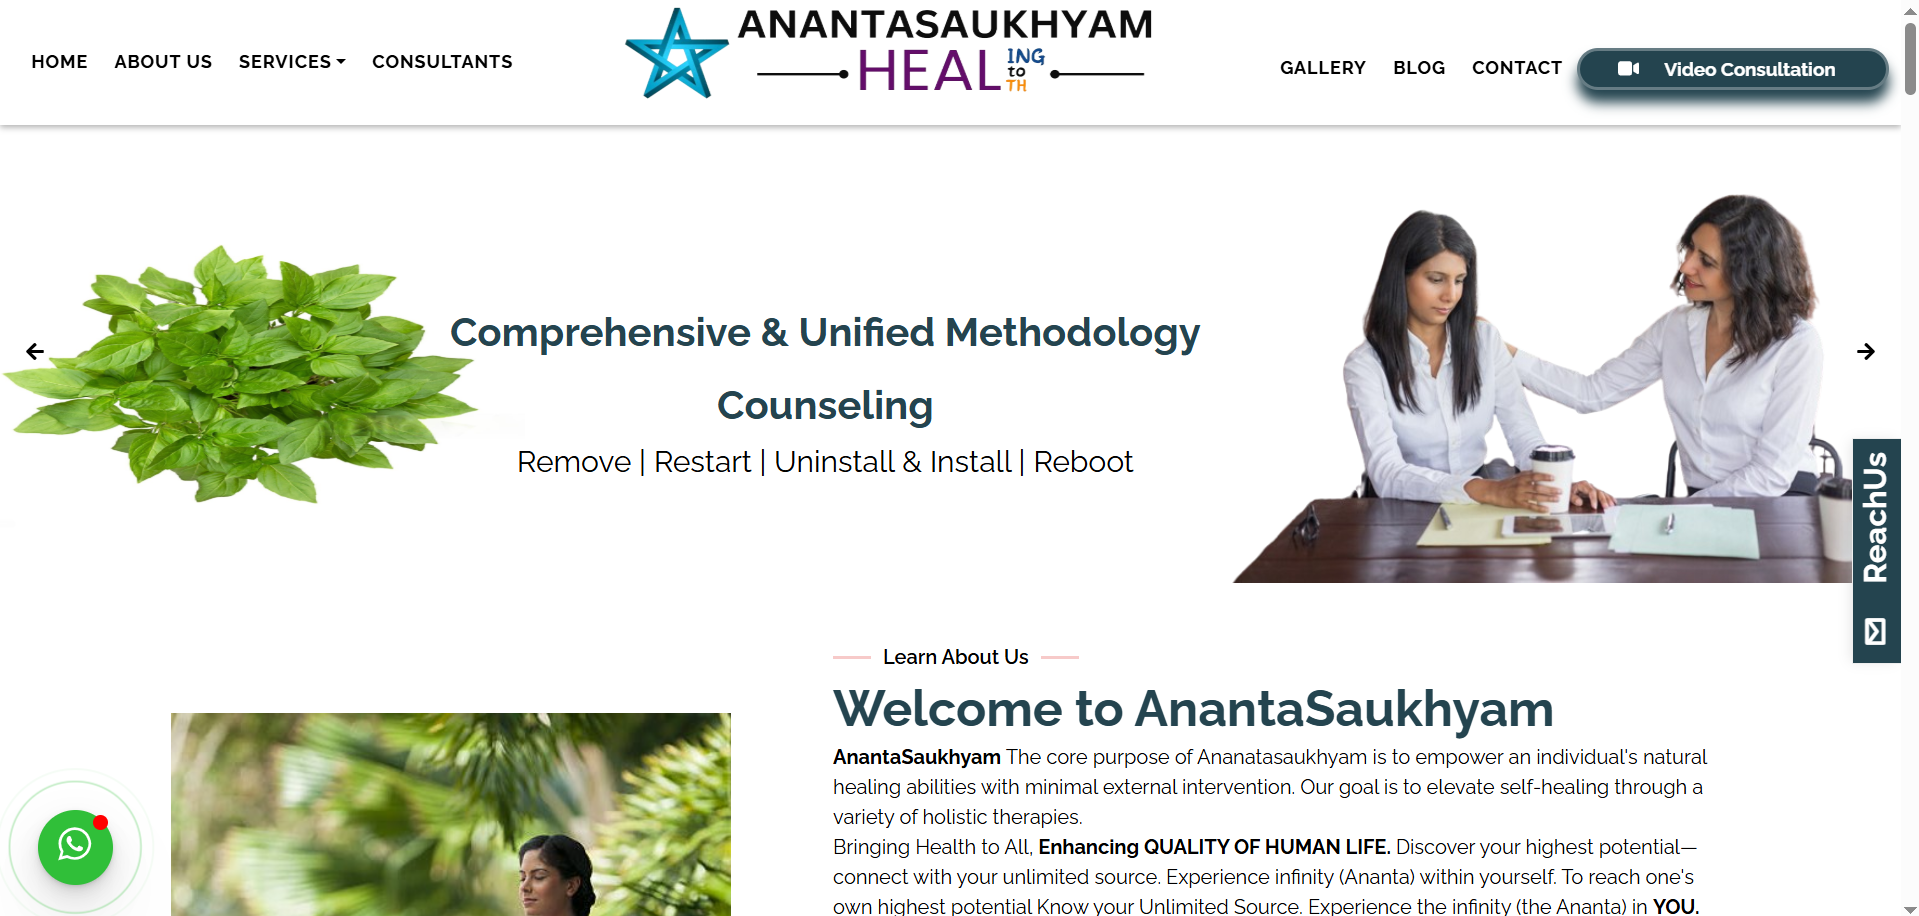 HOME
ABOUT US
SERVICES
CONSULTANTS
ANANTASAUKHYAM
HEAL
ING
to
TH
GALLERY
BLOG
CONTACT
Video Consultation
Comprehensive & Unified Methodology
Counseling
Remove | Restart | Uninstall & Install | Reboot
ReachUs
Learn About Us
Welcome to AnantaSaukhyam
AnantaSaukhyam The core purpose of Ananatasaukhyam is to empower an individual's natural
healing abilities with minimal external intervention. Our goal is to elevate self-healing through a
variety of holistic therapies.
Bringing Health to All, Enhancing QUALITY OF HUMAN LIFE. Discover your highest potential—
connect with your unlimited source. Experience infinity (Ananta) within yourself. To reach one's
own highest potential Know your Unlimited Source. Experience the infinity (the Ananta) in YOU.